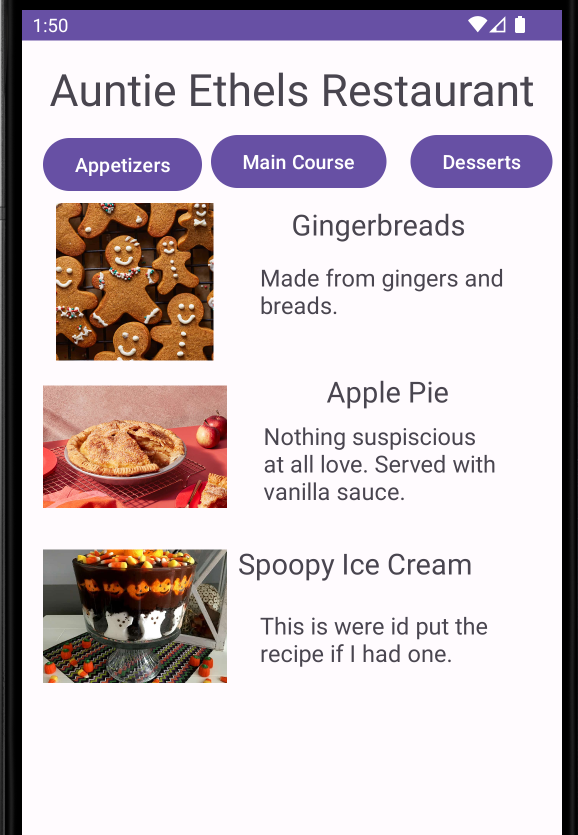 1:50
Auntie Ethels Restaurant
Appetizers Main Course Desserts
Gingerbreads
Made from gingers and
breads.
Apple Pie
Nothing suspiscious
at all love. Served with
vanilla sauce.
Spoopy Ice Cream
This is were id put the
recipe if I had one.